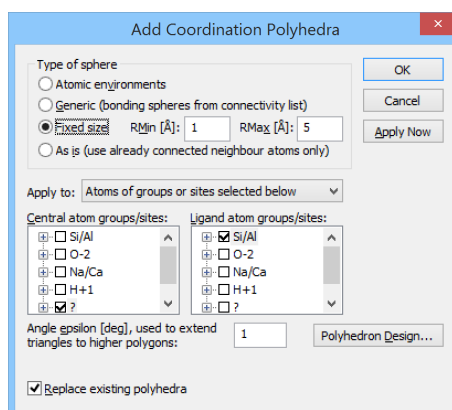 Add Coordination Polyhedra
×
Type of sphere
Atomic environments
Generic (bonding spheres from connectivity list)
Fixed size RMin [Å]: 1 RMax [Å]: 5
As is (use already connected neighbour atoms only)
OK
Cancel
Apply Now
Apply to: Atoms of groups or sites selected below
Central atom groups/sites:
Si/Al
O-2
Na/Ca
H+1
?
Ligand atom groups/sites:
Si/Al
O-2
Na/Ca
H+1
?
Angle epsilon [deg], used to extend
triangles to higher polygons:
1
Polyhedron Design...
Replace existing polyhedra